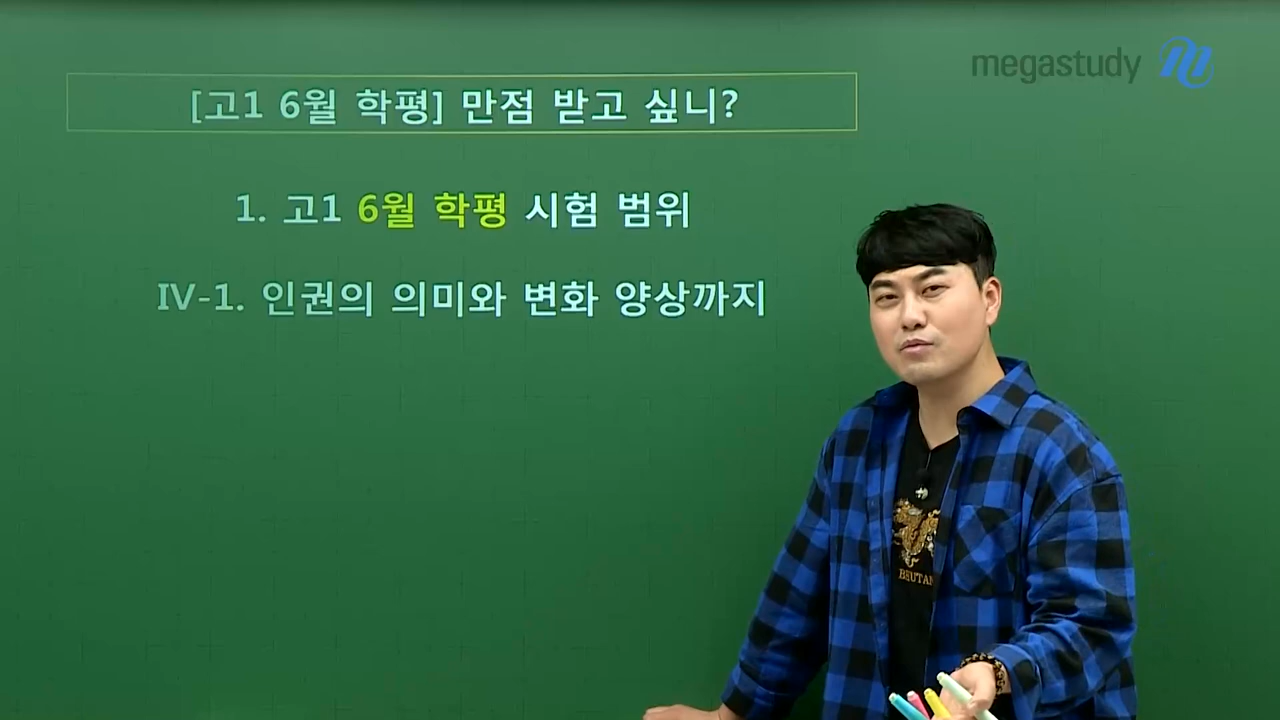 megastudy
[고1 6월 학평] 만점 받고 싶니?
1. 고1 6월 학평 시험 범위
Ⅳ-1. 인권의 의미와 변화 양상까지
BHUTAN